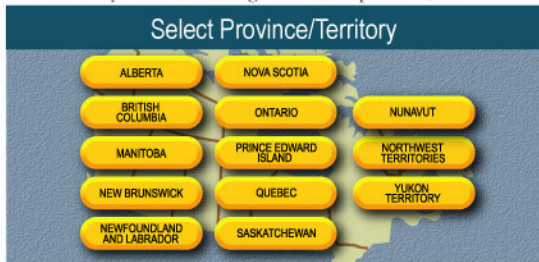 Select Province/Territory
ALBERTA
BRITISH
COLUMBIA
MANITOBA
NEW BRUNSWICK
NEWFOUNDLAND
AND LABRADOR
NOVA SCOTIA
ONTARIO
PRINCE EDWARD
ISLAND
QUEBEC
SASKATCHEWAN
NUNAVUT
NORTHWEST
TERRITORIES
YUKON
TERRITORY